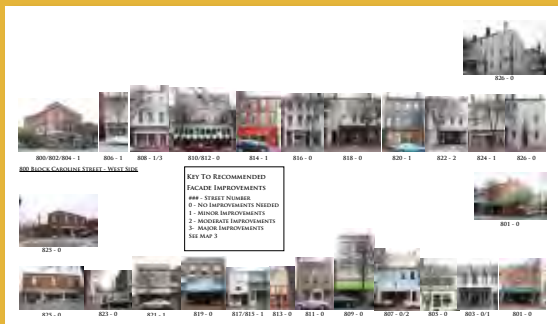 826 - 0
800/802/804 - 1
806 - 1
808 - 1/3
810/812 - 0
814 - 1
816 - 0
818 - 0
820 - 1
822 - 2
824 - 1
826 - 0
800 Block Caroline Street - West Side
Key To Recommended
Facade Improvements
### - Street Number
0 - No Improvements Needed
1 - Minor Improvements
2 - Moderate Improvements
3- Major Improvements
See Map 3
825 - 0
801 - 0
825 - 0
823 - 0
821 - 1
819 - 0
817/815 - 1
813 - 0
811 - 0
809 - 0
807 - 0/2
805 - 0
803 - 0/1
801 - 0